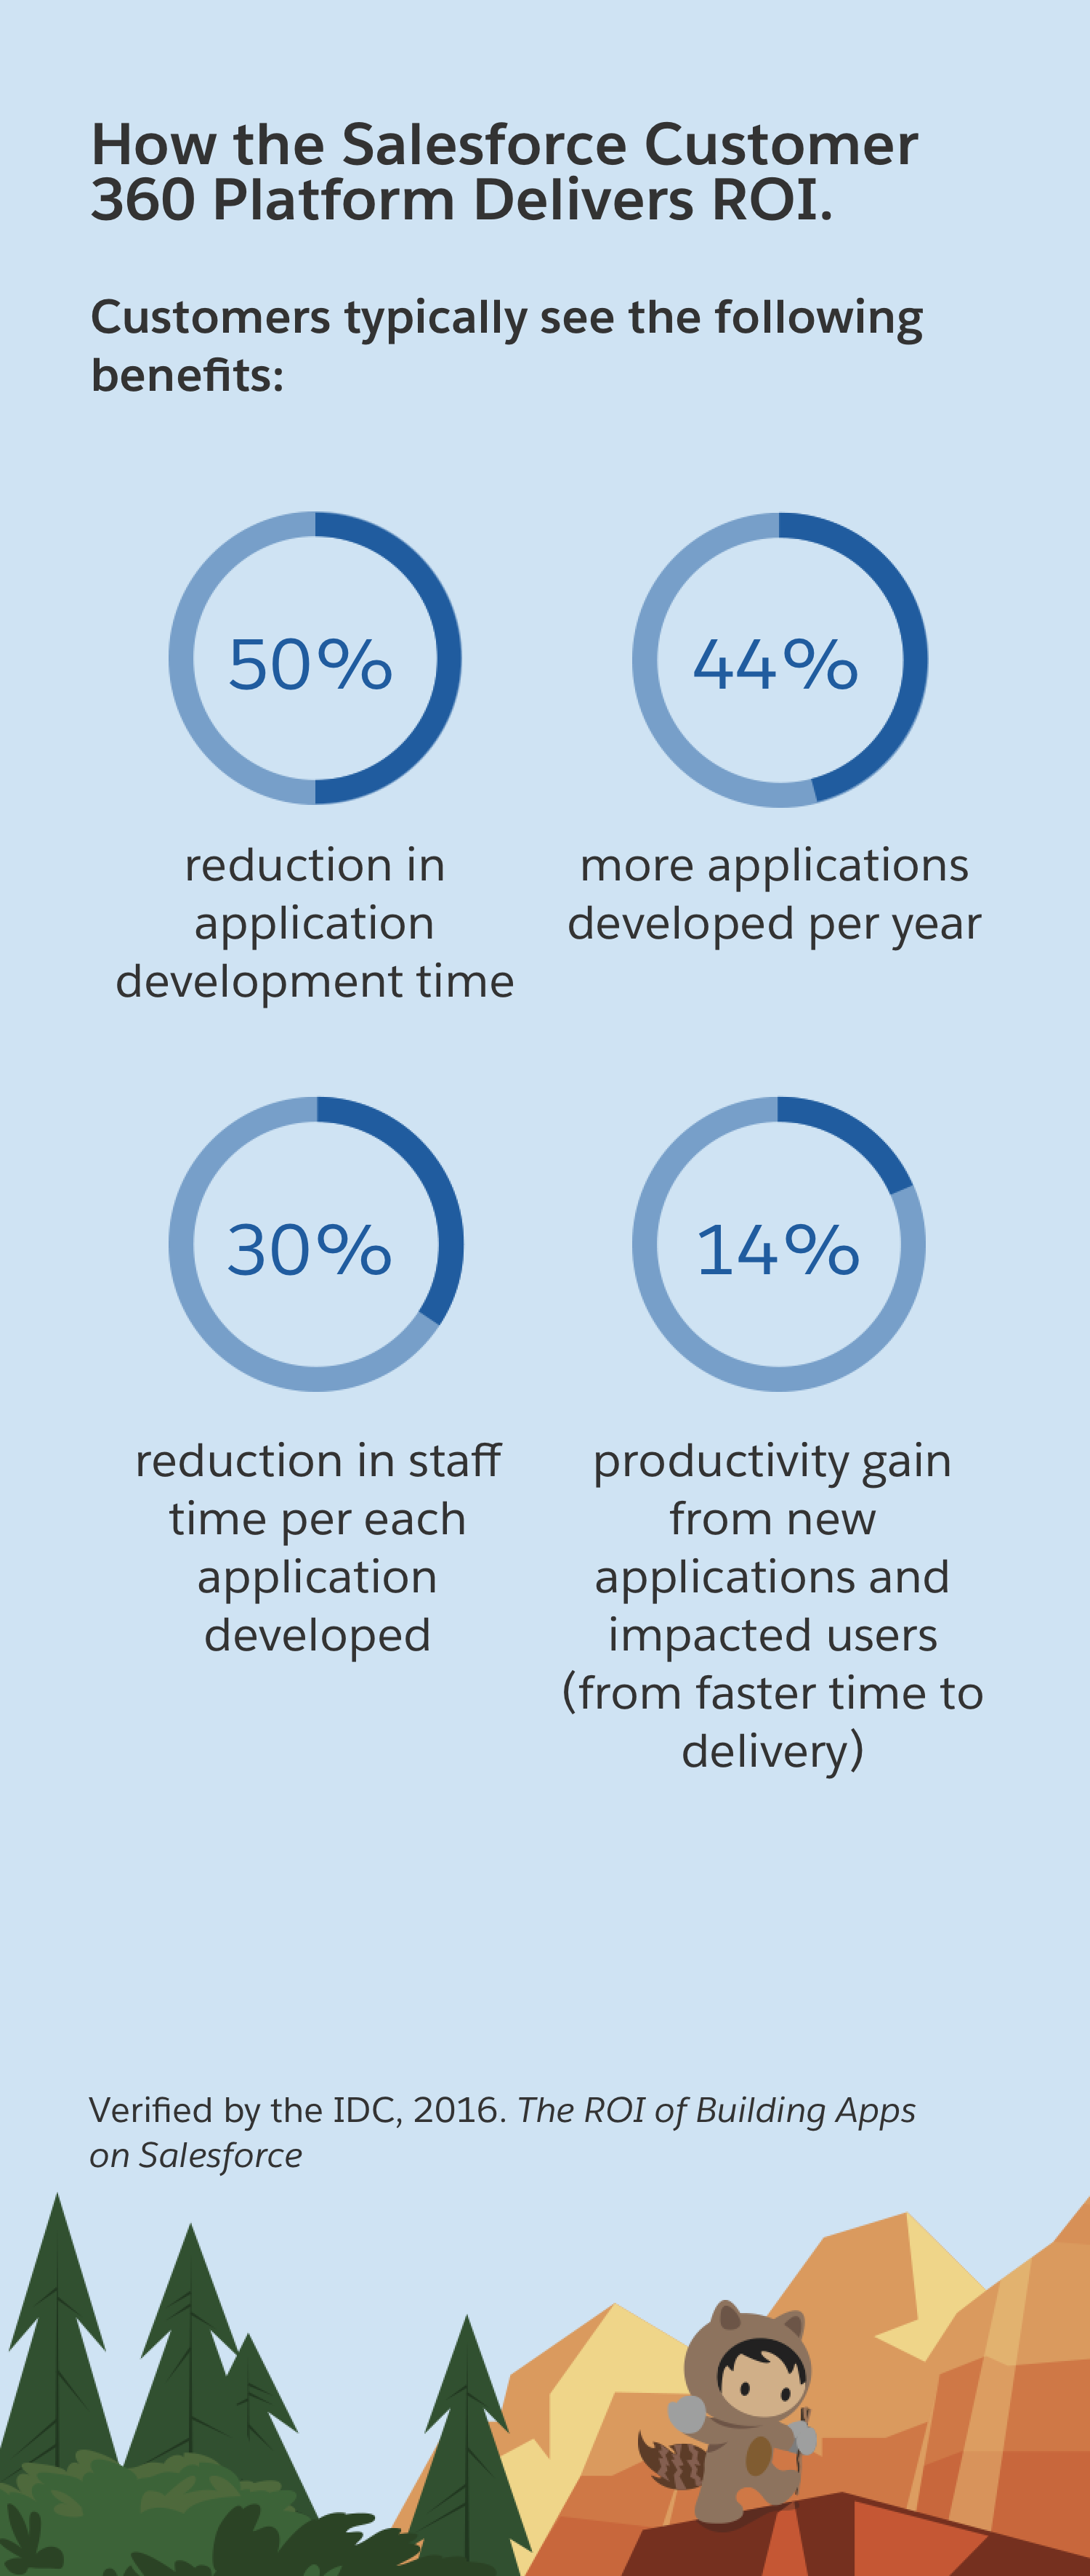 How the Salesforce Customer
360 Platform Delivers ROI.
Customers typically see the following
benefits:
50%
reduction in
application
development time
44%
more applications
developed per year
30%
reduction in staff
time per each
application
developed
14%
productivity gain
from new
applications and
impacted users
(from faster time to
delivery)
Verified by the IDC, 2016. The ROI of Building Apps
on Salesforce